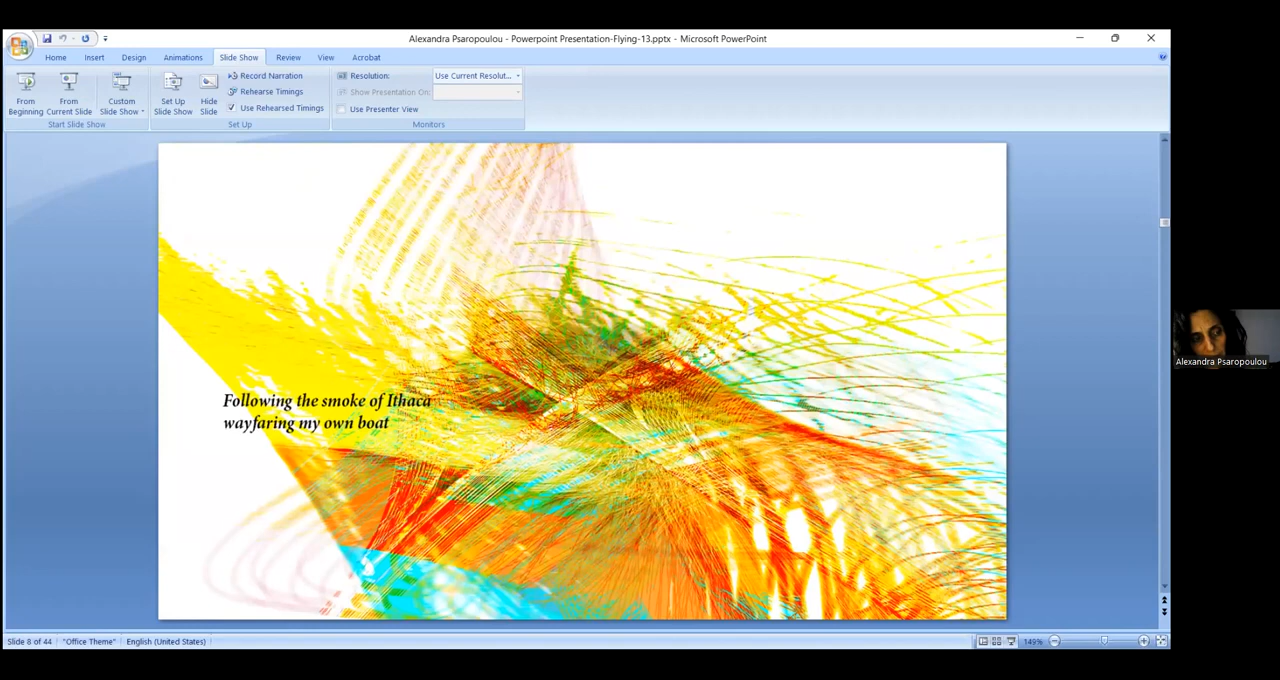 Alexandra Psaropoulou - Powerpoint Presentation-Flying-13.pptx - Microsoft PowerPoint
Home Insert Design Animations Slide Show Review View Acrobat
From Beginning
From Current Slide
Custom Slide Show
Start Slide Show
Set Up Slide Show
Hide Slide
Record Narration
Rehearse Timings
Use Rehearsed Timings
Set Up
Resolution: Use Current Resolut...
Show Presentation On:
Use Presenter View
Monitors
Following the smoke of Ithaca
wayfaring my own boat
Alexandra Psaropoulou
Slide 8 of 44 "Office Theme" English (United States) 149%